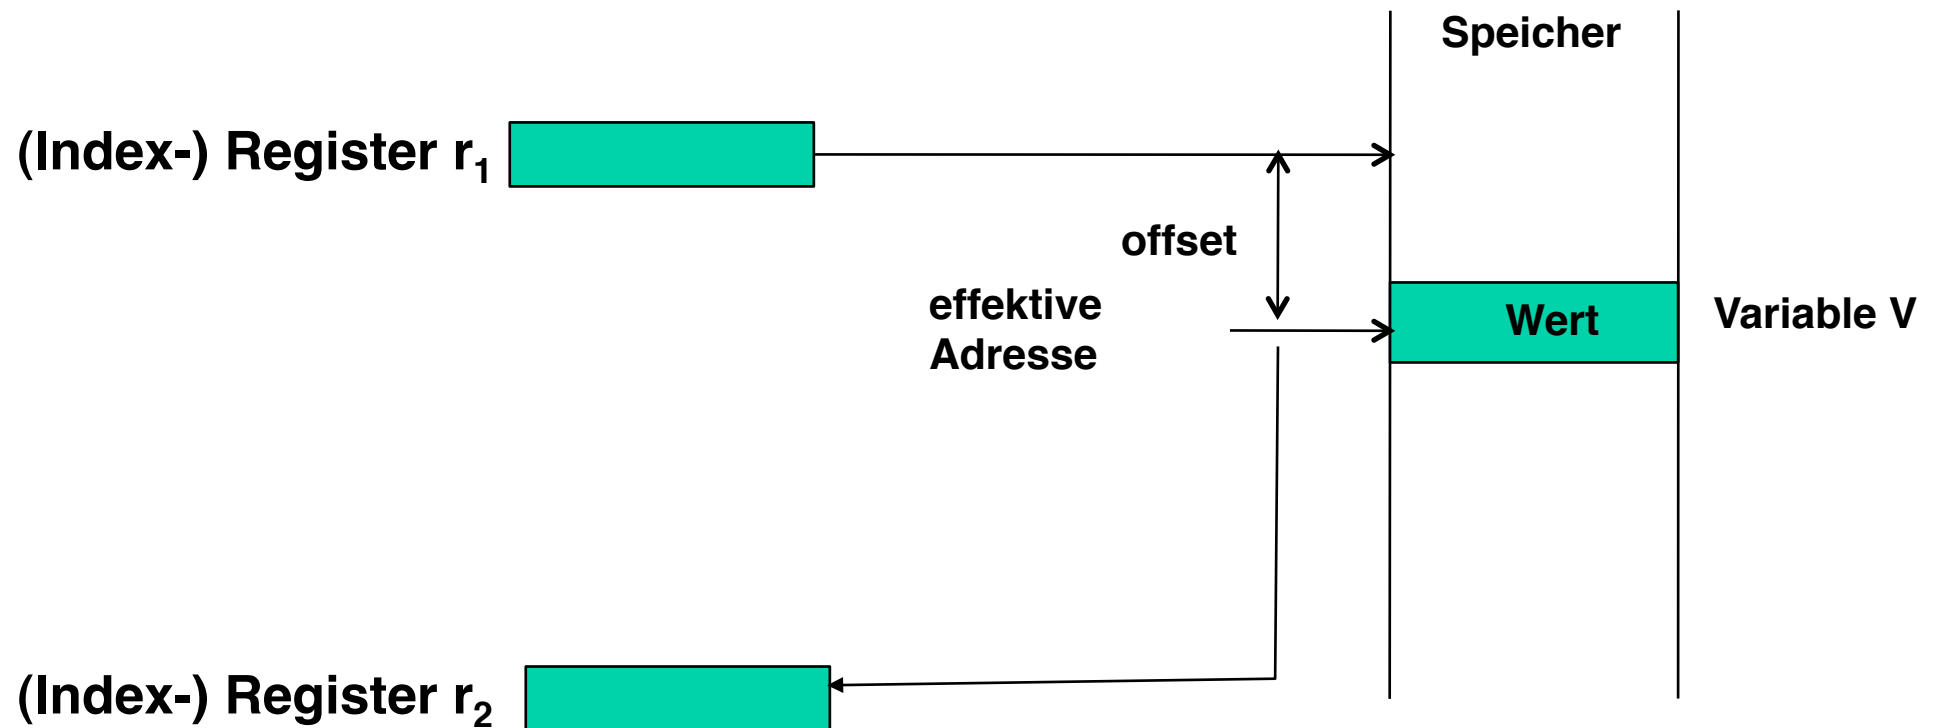 Speicher
(Index-) Register r₁
offset
effektive
Adresse
Wert
Variable V
(Index-) Register r₂